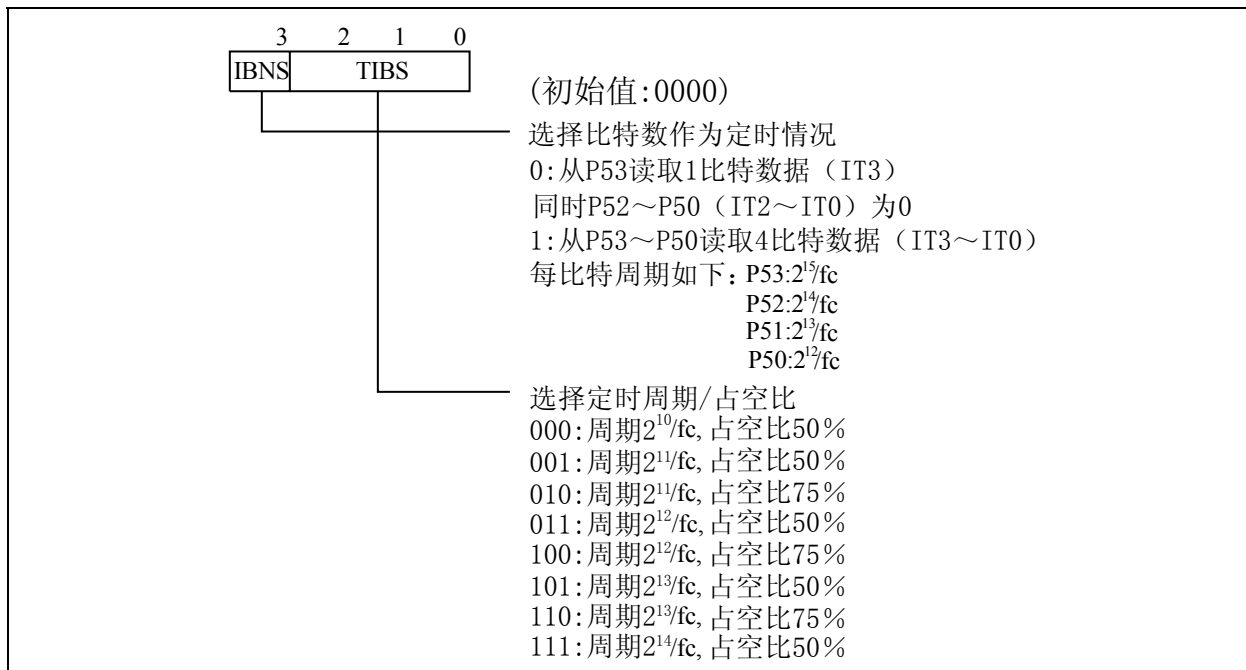 3 2 1 0
IBNS TIBS
(初始值:0000)
选择比特数作为定时情况
0:从P53读取1比特数据（IT3）
同时P52～P50（IT2～IT0）为0
1:从P53～P50读取4比特数据（IT3～IT0）
每比特周期如下：P53:2¹⁵/fc
P52:2¹⁴/fc
P51:2¹³/fc
P50:2¹²/fc
选择定时周期/占空比
000:周期2¹⁰/fc,占空比50％
001:周期2¹¹/fc,占空比50％
010:周期2¹¹/fc,占空比75％
011:周期2¹²/fc,占空比50％
100:周期2¹²/fc,占空比75％
101:周期2¹³/fc,占空比50％
110:周期2¹³/fc,占空比75％
111:周期2¹⁴/fc,占空比50％